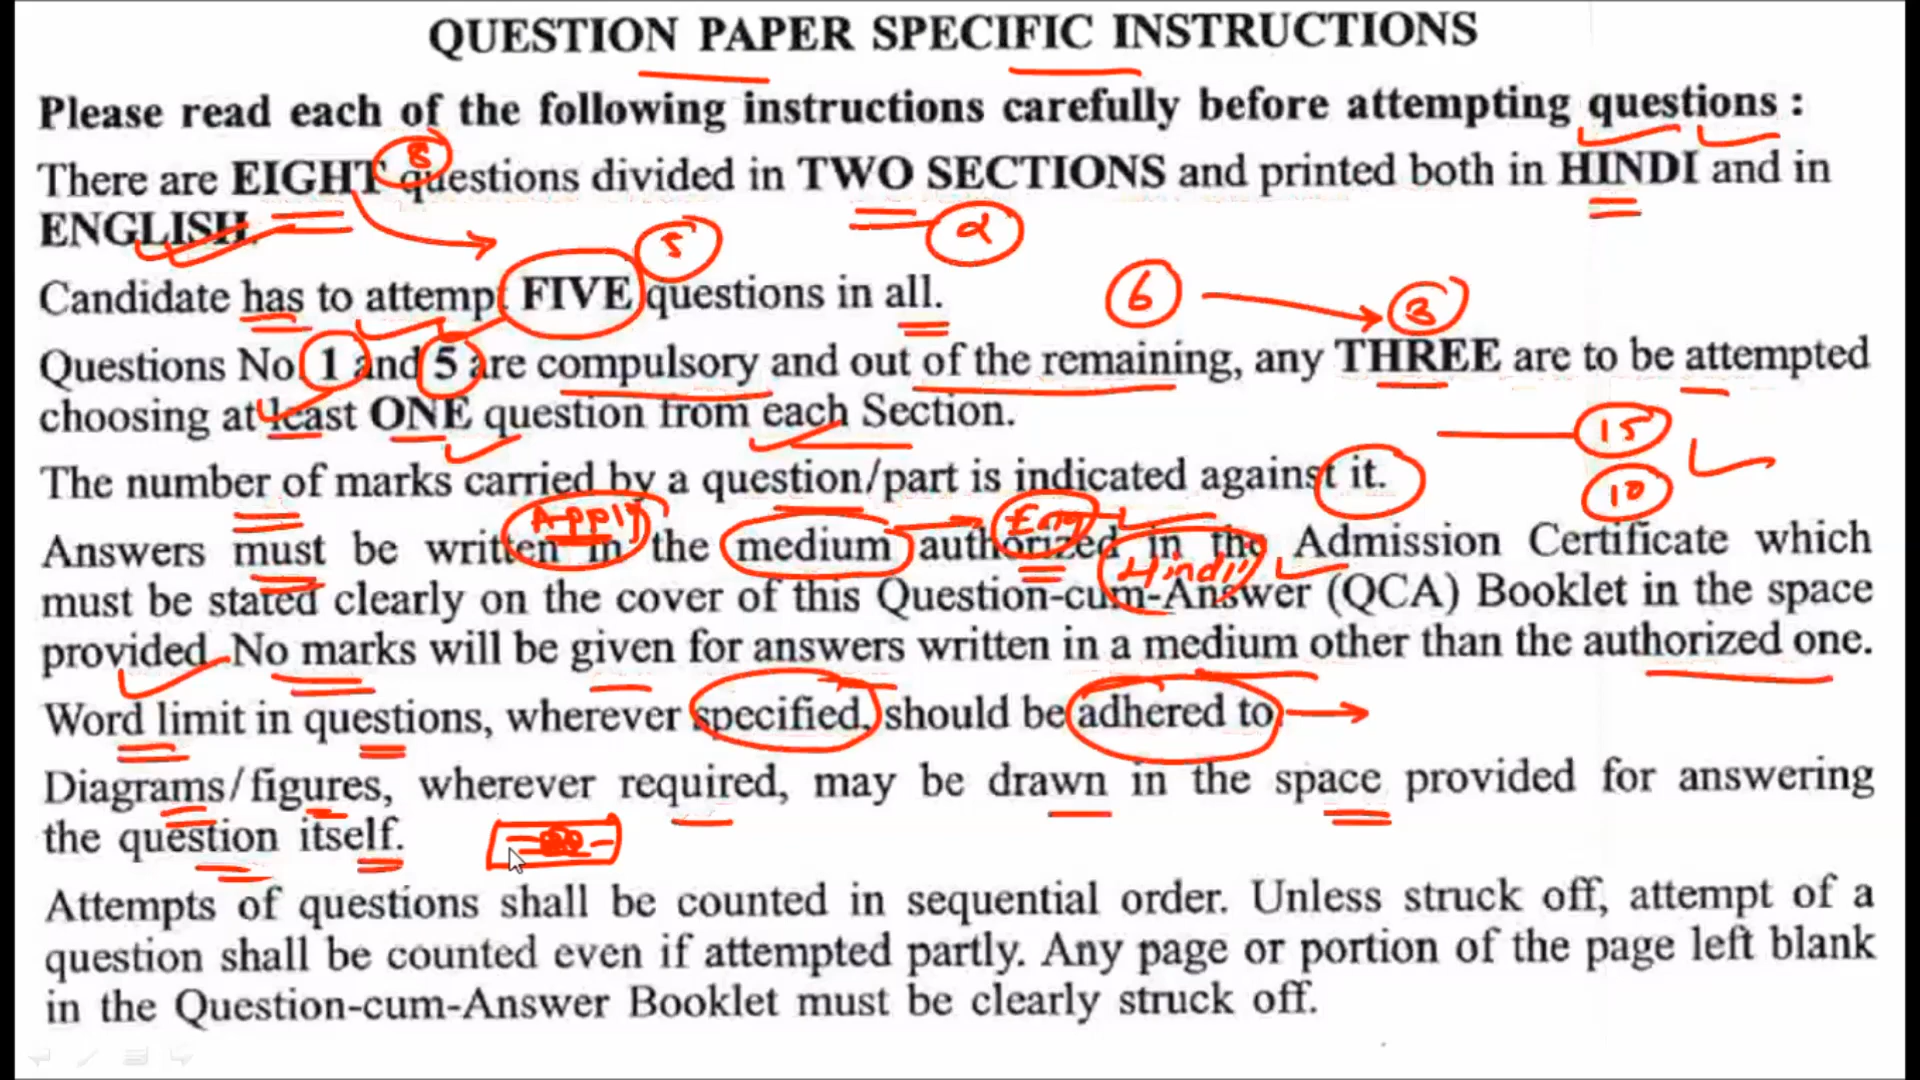 QUESTION PAPER SPECIFIC INSTRUCTIONS
Please read each of the following instructions carefully before attempting questions :
8
There are EIGHT questions divided in TWO SECTIONS and printed both in HINDI and in
ENGLISH.
5
2
Candidate has to attempt FIVE questions in all.
6
3
Questions No. 1 and 5 are compulsory and out of the remaining, any THREE are to be attempted
choosing at least ONE question from each Section.
15
The number of marks carried by a question/part is indicated against it.
10
Apply
Eng
Answers must be written in the medium authorized in the Admission Certificate which
Hindi
must be stated clearly on the cover of this Question-cum-Answer (QCA) Booklet in the space
provided. No marks will be given for answers written in a medium other than the authorized one.
Word limit in questions, wherever specified, should be adhered to.
Diagrams/figures, wherever required, may be drawn in the space provided for answering
the question itself.
Attempts of questions shall be counted in sequential order. Unless struck off, attempt of a
question shall be counted even if attempted partly. Any page or portion of the page left blank
in the Question-cum-Answer Booklet must be clearly struck off.